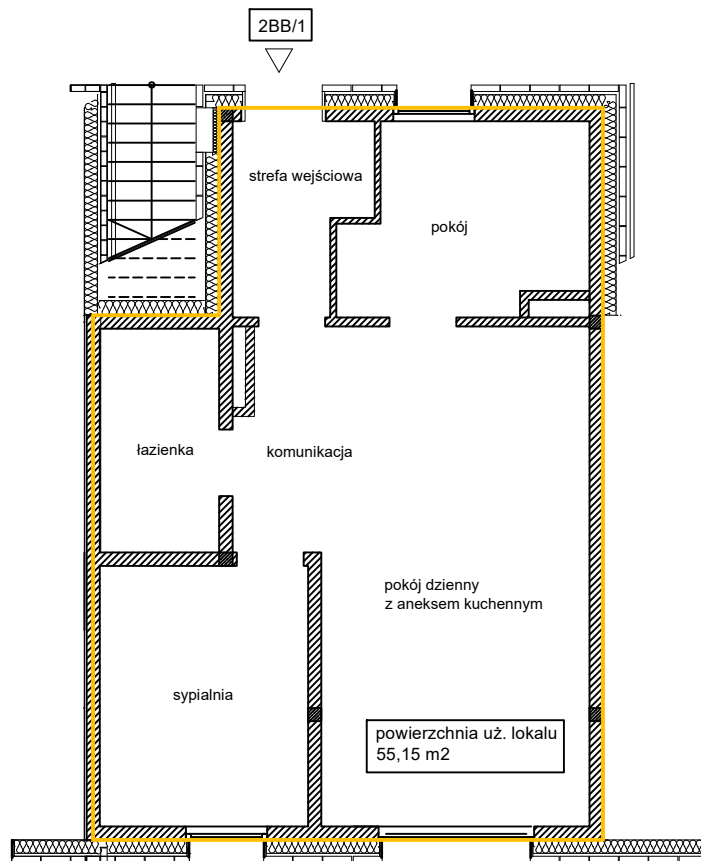 2BB/1
strefa wejściowa
pokój
łazienka
komunikacja
pokój dzienny
z aneksem kuchennym
sypialnia
powierzchnia uż. lokalu
55,15 m2